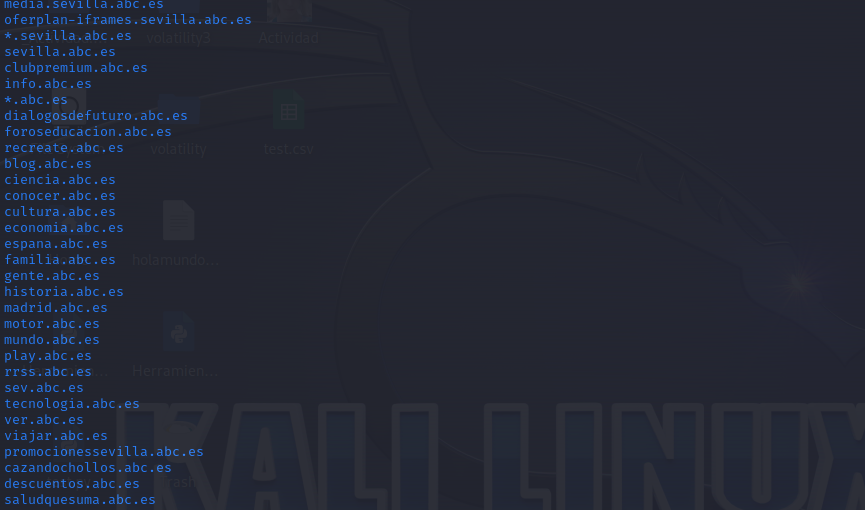 media.sevilla.abc.es
oferplan-iframes.sevilla.abc.es
*.sevilla.abc.es
sevilla.abc.es
clubpremium.abc.es
info.abc.es
*.abc.es
dialogosdefuturo.abc.es
foroseducacion.abc.es
recreate.abc.es
blog.abc.es
ciencia.abc.es
conocer.abc.es
cultura.abc.es
economia.abc.es
espana.abc.es
familia.abc.es
gente.abc.es
historia.abc.es
madrid.abc.es
motor.abc.es
mundo.abc.es
play.abc.es
rrss.abc.es
sev.abc.es
tecnologia.abc.es
ver.abc.es
viajar.abc.es
promocionessevilla.abc.es
cazandochollos.abc.es
descuentos.abc.es
saludquesuma.abc.es
volatility3
Actividad
volatility
test.csv
holamundo.
Herramien...
KALI LINUX